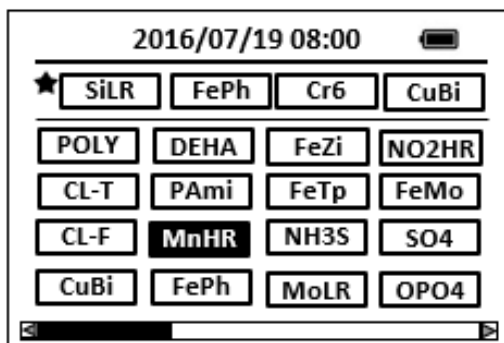 2016/07/19 08:00
SiLR FePh Cr6 CuBi
POLY DEHA FeZi NO2HR
CL-T PAmi FeTp FeMo
CL-F MnHR NH3S SO4
CuBi FePh MoLR OPO4